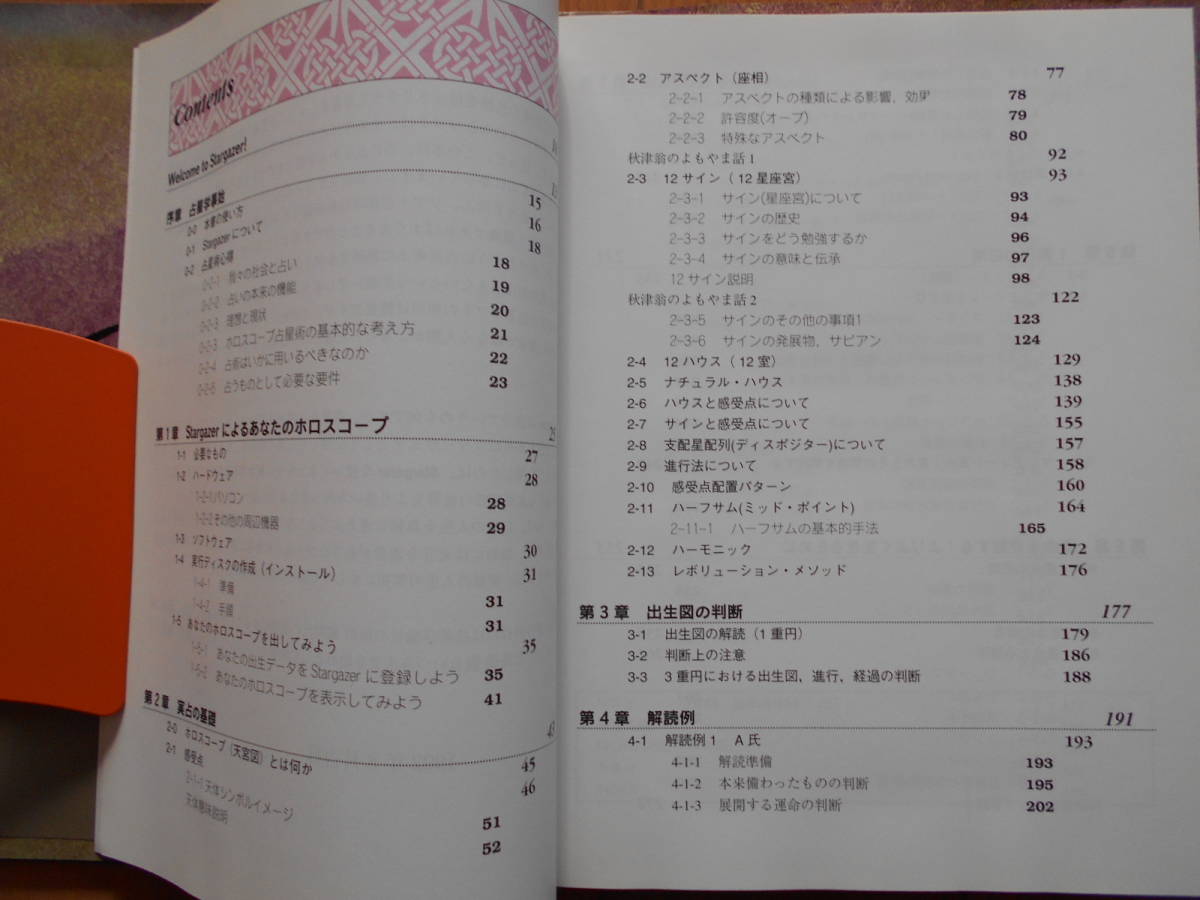 Contents
Welcome to Stargazer!
序章 占星学事始
0-0 本書の使い方 15
0-1 Stargazer について 16
0-2 占星術心得 18
0-2-1 我々の社会と占い 18
0-2-2 占いの本来の機能 19
0-2-3 理想と現状 20
0-2-3 ホロスコープ占星術の基本的な考え方 21
0-2-4 占術はいかに用いるべきなのか 22
0-2-5 占うものとして必要な要件 23
第1章 Stargazer によるあなたのホロスコープ
1-1 必要なもの 27
1-2 ハードウェア 28
1-2-1パソコン 28
1-2-2その他の周辺機器 29
1-3 ソフトウェア 30
1-4 実行ディスクの作成(インストール) 31
1-4-1 準備 31
1-4-2 手順 31
1-5 あなたのホロスコープを出してみよう 35
1-5-1 あなたの出生データを Stargazer に登録しよう 35
1-5-2 あなたのホロスコープを表示してみよう 41
第2章 実占の基礎 43
2-0 ホロスコープ(天宮図)とは何か 45
2-1 感受点 46
2-1-1 天体シンボルイメージ 51
天体意味説明 52
2-2 アスペクト(座相) 77
2-2-1 アスペクトの種類による影響、効果 78
2-2-2 許容度(オーブ) 79
2-2-3 特殊なアスペクト 80
秋津翁のよもやま話1 92
2-3 12サイン(12星座宮) 93
2-3-1 サイン(星座宮)について 93
2-3-2 サインの歴史 94
2-3-3 サインをどう勉強するか 96
2-3-4 サインの意味と伝承 97
12サイン説明 98
秋津翁のよもやま話2 122
2-3-5 サインのその他の事項1 123
2-3-6 サインの発展物、サビアン 124
2-4 12ハウス(12室) 129
2-5 ナチュラル・ハウス 138
2-6 ハウスと感受点について 139
2-7 サインと感受点について 155
2-8 支配星配列(ディスポジター)について 157
2-9 進行法について 158
2-10 感受点配置パターン 160
2-11 ハーフサム(ミッド・ポイント) 164
2-11-1 ハーフサムの基本的手法 165
2-12 ハーモニック 172
2-13 レボリューション・メソッド 176
第3章 出生図の判断 177
3-1 出生図の解読(1重円) 179
3-2 判断上の注意 186
3-3 3重円における出生図、進行、経過の判断 188
第4章 解読例 191
4-1 解読例1 A氏 193
4-1-1 解読準備 193
4-1-2 本来備わったものの判断 195
4-1-3 展開する運命の判断 202